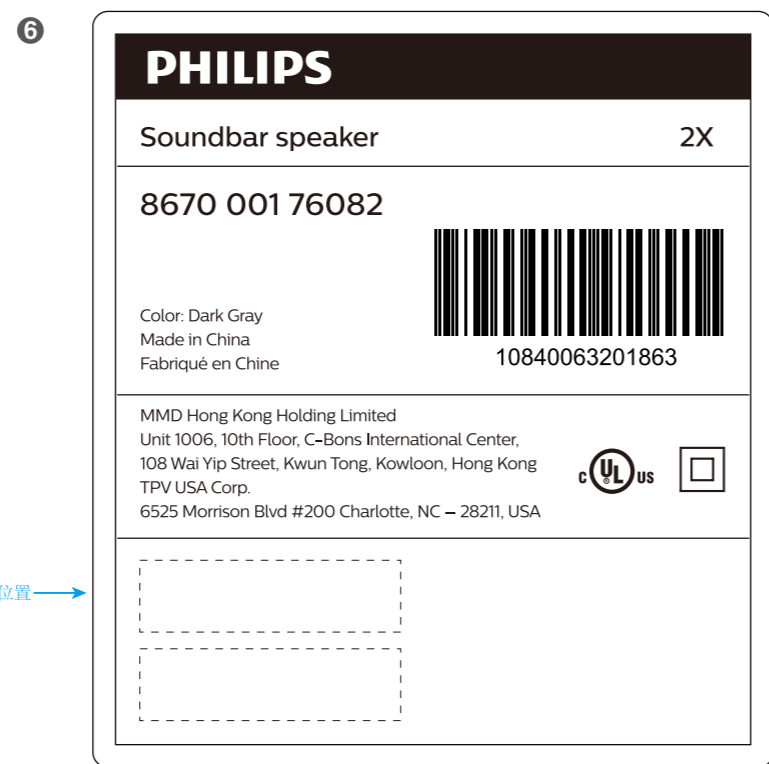 ❻
PHILIPS
Soundbar speaker 2X
8670 001 76082
Color: Dark Gray
Made in China
Fabriqué en Chine
10840063201863
MMD Hong Kong Holding Limited
Unit 1006, 10th Floor, C-Bons International Center,
108 Wai Yip Street, Kwun Tong, Kowloon, Hong Kong
TPV USA Corp.
6525 Morrison Blvd #200 Charlotte, NC – 28211, USA
C UL ® US
位置